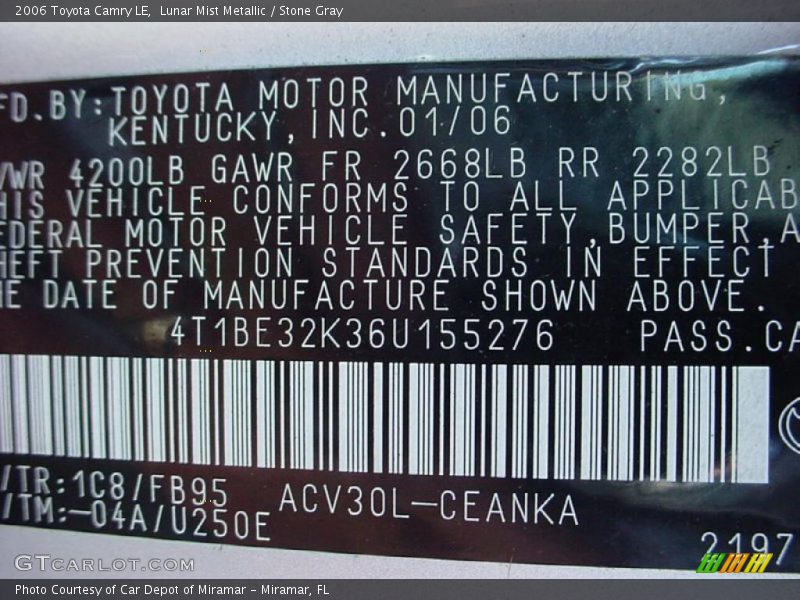 2006 Toyota Camry LE,  Lunar Mist Metallic / Stone Gray
FD.BY:TOYOTA MOTOR MANUFACTURING,
KENTUCKY,INC.01/06
VWR 4200LB GAWR FR 2668LB RR 2282LB
HIS VEHICLE CONFORMS TO ALL APPLICAB
EDERAL MOTOR VEHICLE SAFETY,BUMPER,A
HEFT PREVENTION STANDARDS IN EFFECT
HE DATE OF MANUFACTURE SHOWN ABOVE.
4T1BE32K36U155276 PASS.CA
/TR:1C8/FB95
ACV30L-CEANKA
/TM:-04A/U250E
2197
GTCARLOT.COM
Photo Courtesy of Car Depot of Miramar - Miramar, FL